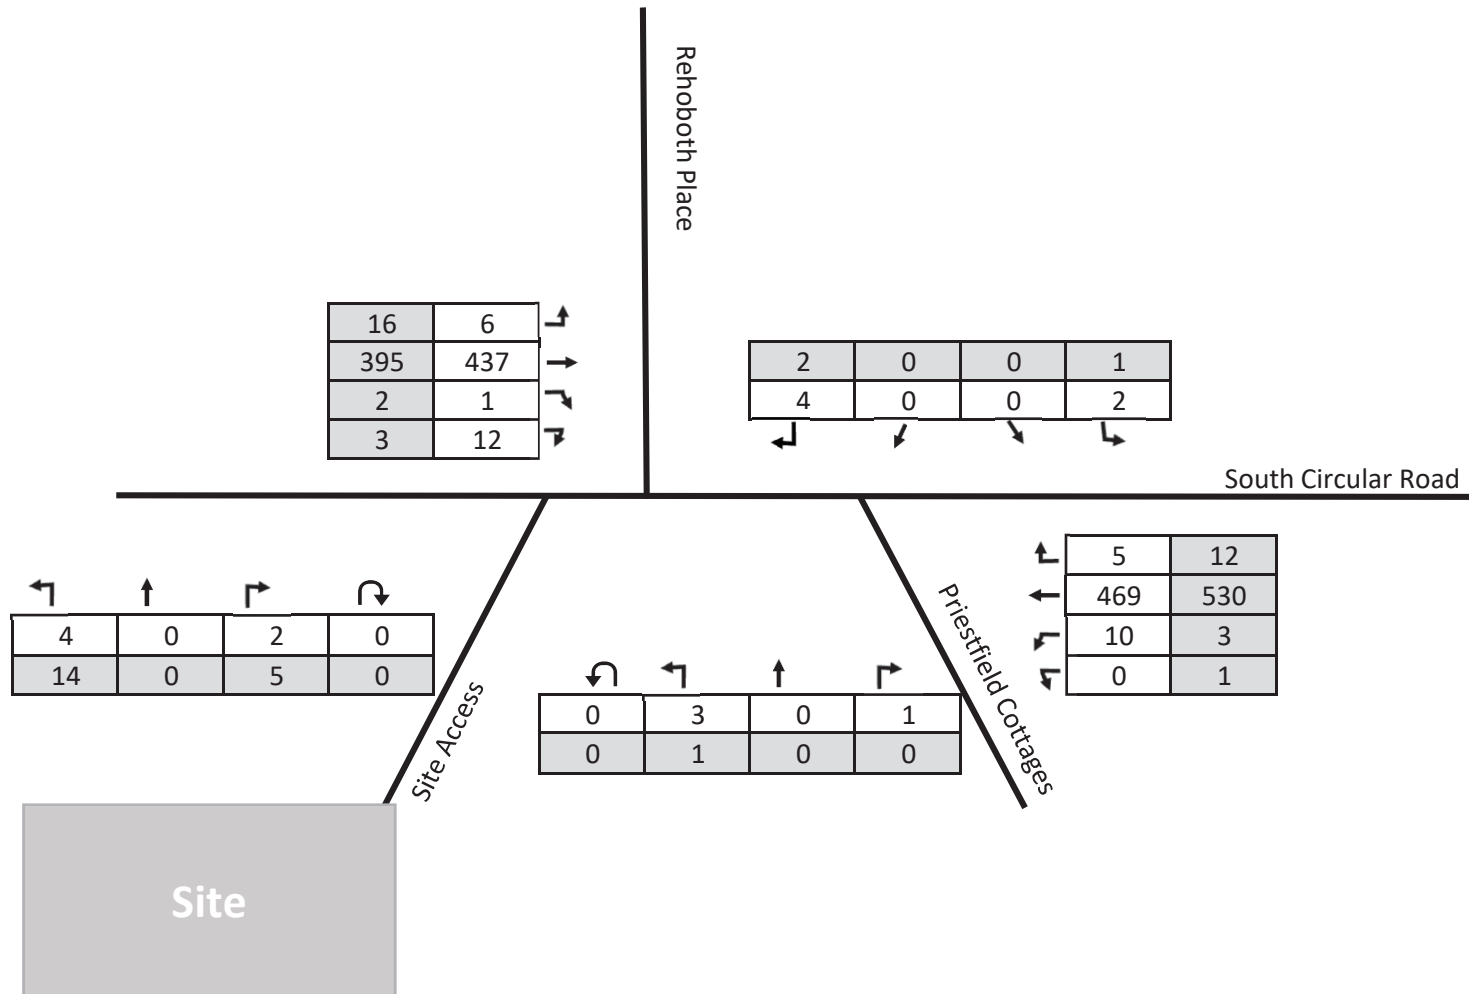 Rehoboth Place
16 6
395 437
2 1
3 12
2 0 0 1
4 0 0 2
South Circular Road
5 12
469 530
10 3
0 1
4 0 2 0
14 0 5 0
Site Access
0 3 0 1
0 1 0 0
Priestfield Cottages
Site